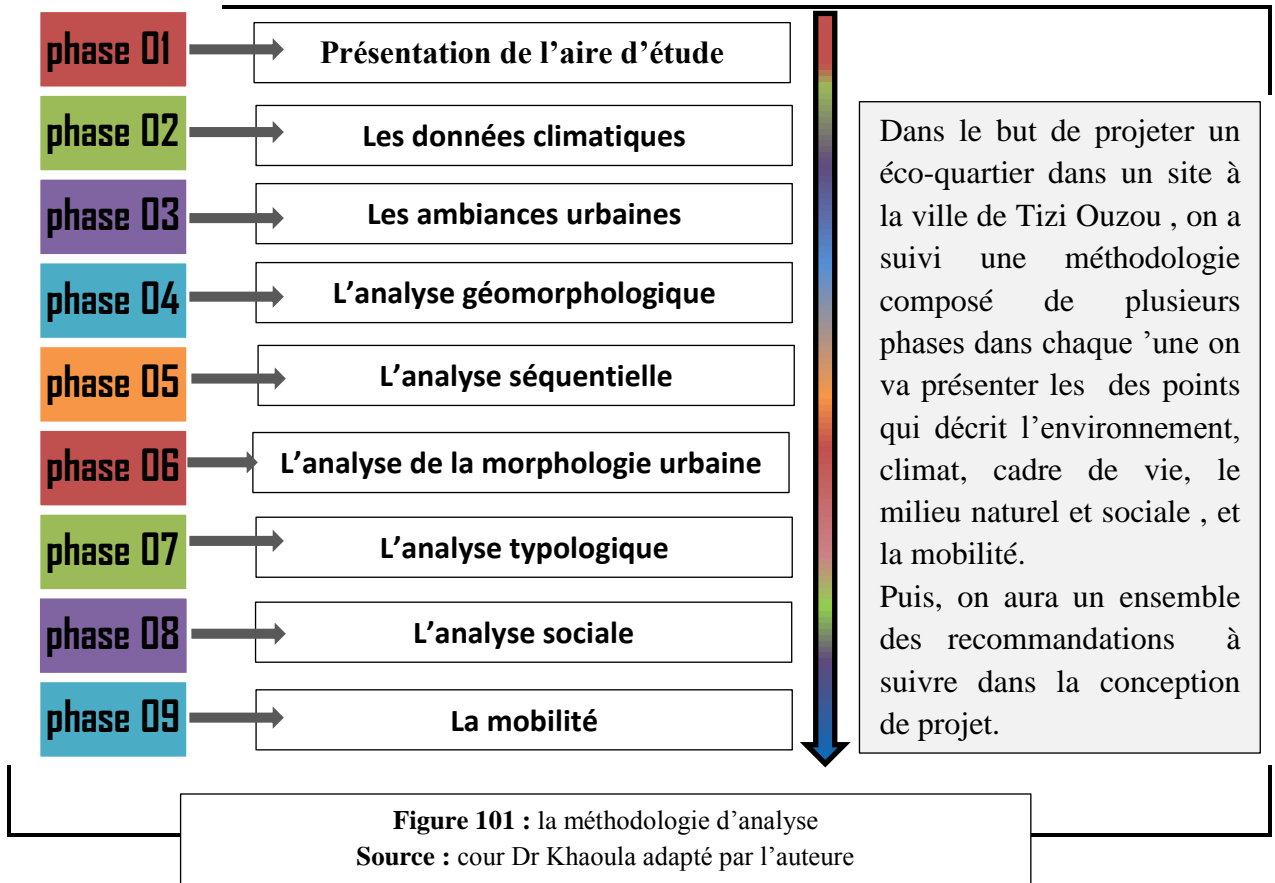 phase 01
Présentation de l’aire d’étude
phase 02
Les données climatiques
phase 03
Les ambiances urbaines
phase 04
L’analyse géomorphologique
phase 05
L’analyse séquentielle
phase 06
L’analyse de la morphologie urbaine
phase 07
L’analyse typologique
phase 08
L’analyse sociale
phase 09
La mobilité
Dans le but de projeter un
éco-quartier dans un site à
la ville de Tizi Ouzou , on a
suivi une méthodologie
composé de plusieurs
phases dans chaque ’une on
va présenter les des points
qui décrit l’environnement,
climat, cadre de vie, le
milieu naturel et sociale , et
la mobilité.
Puis, on aura un ensemble
des recommandations à
suivre dans la conception
de projet.
Figure 101 : la méthodologie d’analyse
Source : cour Dr Khaoula adapté par l’auteure